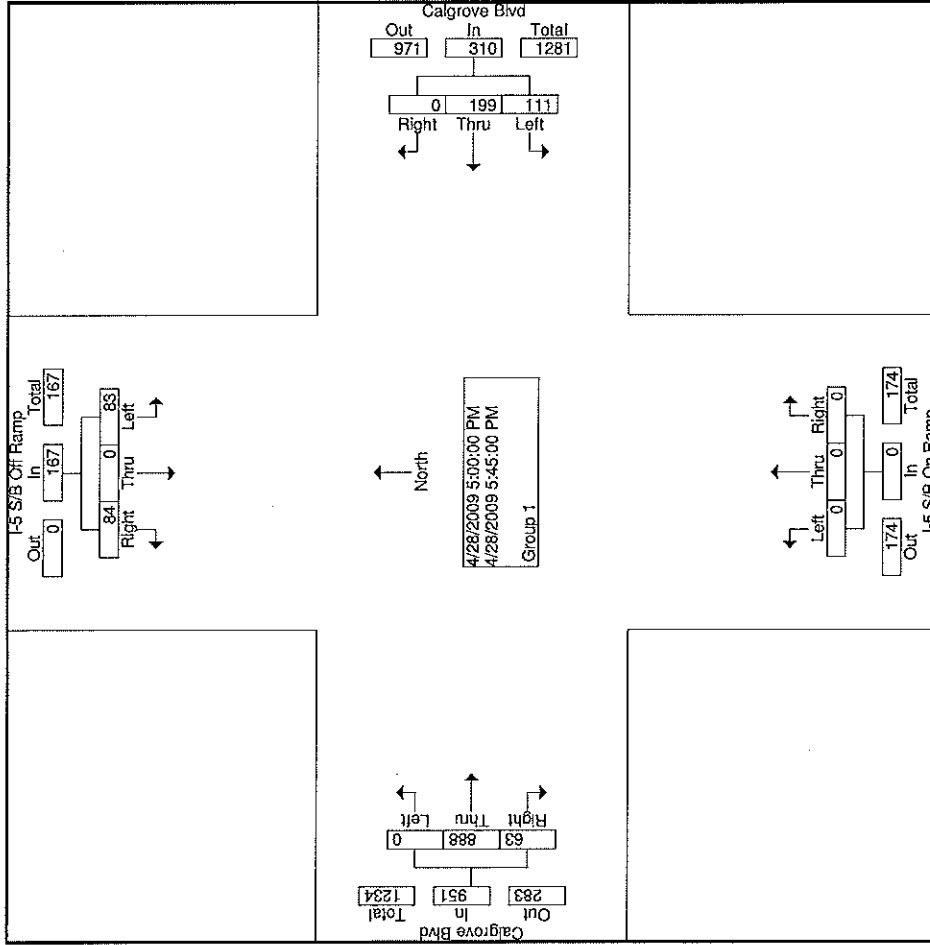 Calgrove Blvd
Out In Total
971 310 1281
0 199 111
Right Thru Left
I-5 S/B Off Ramp
Out In Total
0 167 167
84 0 83
Right Thru Left
North
4/28/2009 5:00:00 PM
4/28/2009 5:45:00 PM
Group 1
Left Thru Right
0 0 0
174 0 174
Out In Total
I-5 S/B On Ramp
Left Thru Right
0 888 63
Total In Out
1234 951 283
Calgrove Blvd